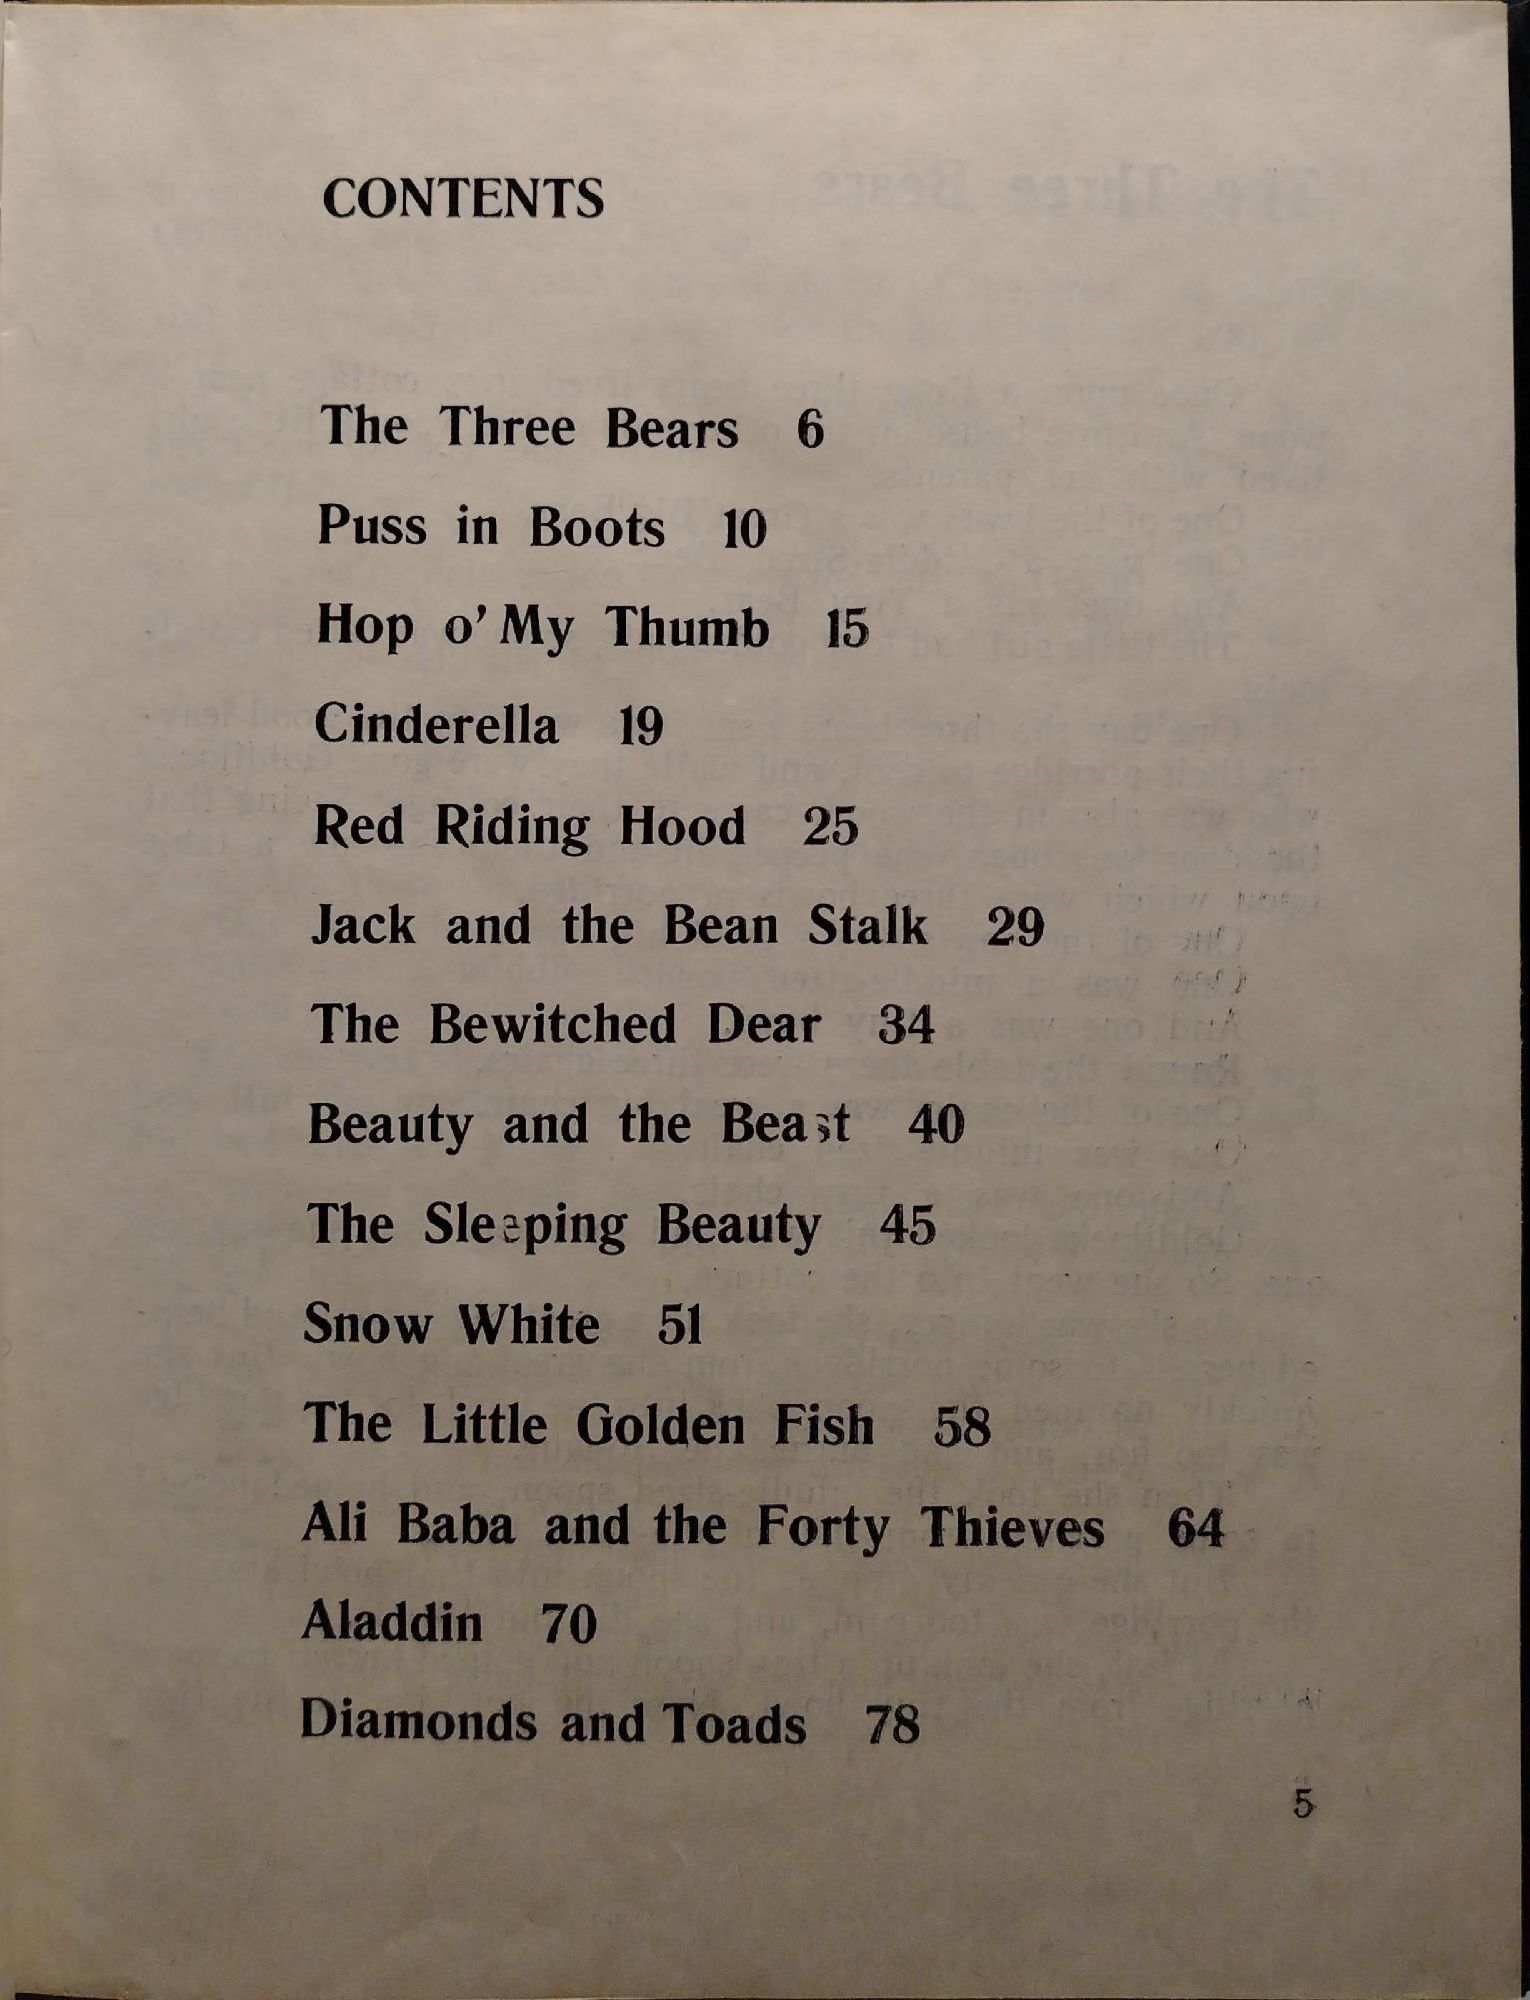 CONTENTS
The Three Bears 6
Puss in Boots 10
Hop o' My Thumb 15
Cinderella 19
Red Riding Hood 25
Jack and the Bean Stalk 29
The Bewitched Dear 34
Beauty and the Beast 40
The Sleeping Beauty 45
Snow White 51
The Little Golden Fish 58
Ali Baba and the Forty Thieves 64
Aladdin 70
Diamonds and Toads 78
5